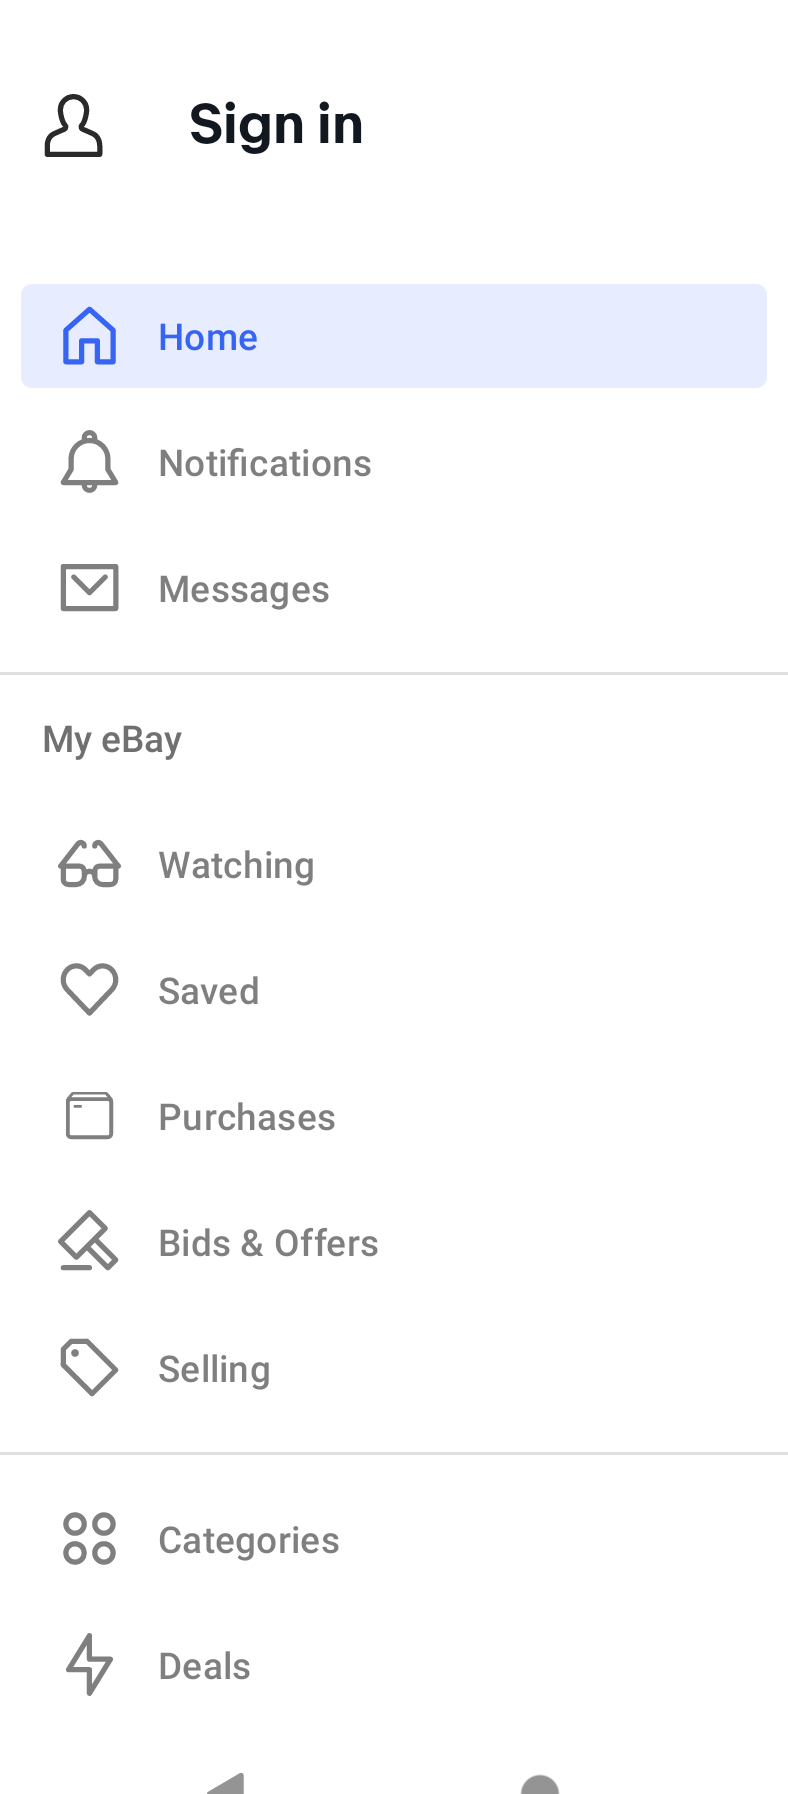 Sign in
Home
Notifications
Messages
My eBay
Watching
Saved
Purchases
Bids & Offers
Selling
Categories
Deals